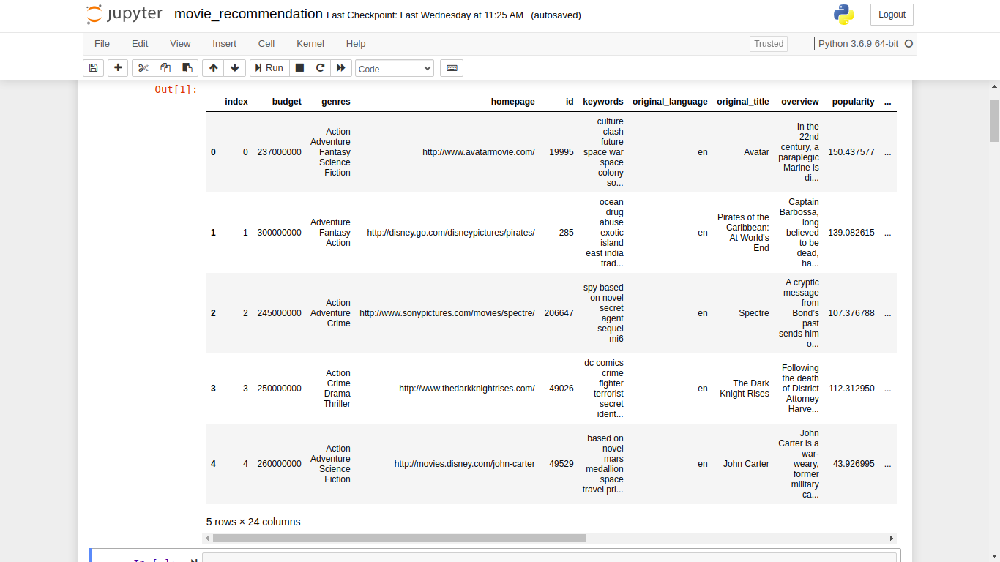 jupyter movie_recommendation Last Checkpoint: Last Wednesday at 11:25 AM (autosaved) Logout
File Edit View Insert Cell Kernel Help Trusted Python 3.6.9 64-bit
Run Code
Out[1]:
index budget genres homepage id keywords original_language original_title overview popularity ...
0 0 237000000
Action
Adventure
Fantasy
Science
Fiction
http://www.avatarmovie.com/ 19995
culture
clash
future
space war
space
colony
so...
en Avatar
In the
22nd
century, a
paraplegic
Marine is
di...
150.437577 ...
1 1 300000000
Adventure
Fantasy
Action
http://disney.go.com/disneypictures/pirates/ 285
ocean
drug
abuse
exotic
island
east india
trad...
en
Pirates of the
Caribbean:
At World's
End
Captain
Barbossa,
long
believed
to be
dead,
ha...
139.082615 ...
2 2 245000000
Action
Adventure
Crime
http://www.sonypictures.com/movies/spectre/ 206647
spy based
on novel
secret
agent
sequel
mi6
en Spectre
A cryptic
message
from
Bond's
past
sends him
o...
107.376788 ...
3 3 250000000
Action
Crime
Drama
Thriller
http://www.thedarkknightrises.com/ 49026
dc comics
crime
fighter
terrorist
secret
ident...
en
The Dark
Knight Rises
Following
the death
of District
Attorney
Harve...
112.312950 ...
4 4 260000000
Action
Adventure
Science
Fiction
http://movies.disney.com/john-carter 49529
based on
novel
mars
medallion
space
travel pri...
en John Carter
John
Carter is a
war-
weary,
former
military
ca...
43.926995 ...
5 rows × 24 columns
In [ ]: